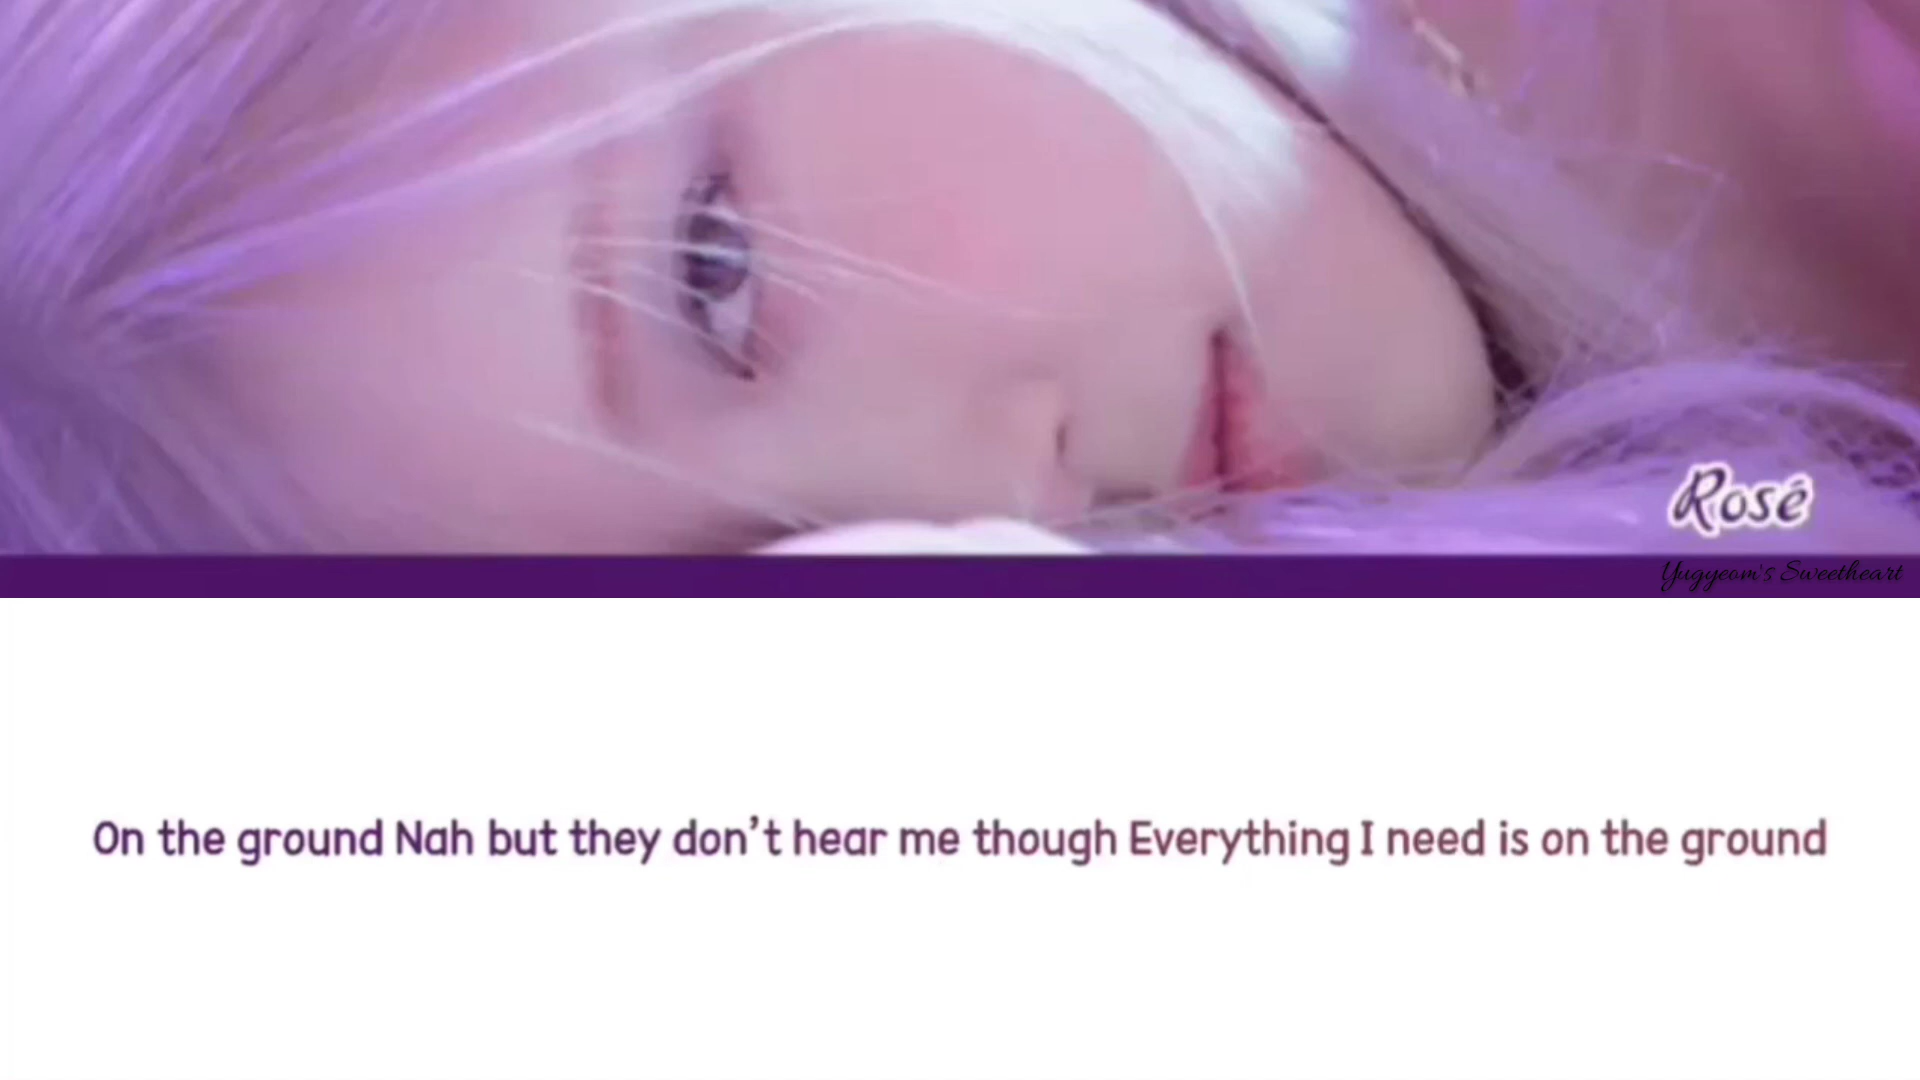 Rosé
Yugyeom's Sweetheart
On the ground Nah but they don't hear me though Everything I need is on the ground